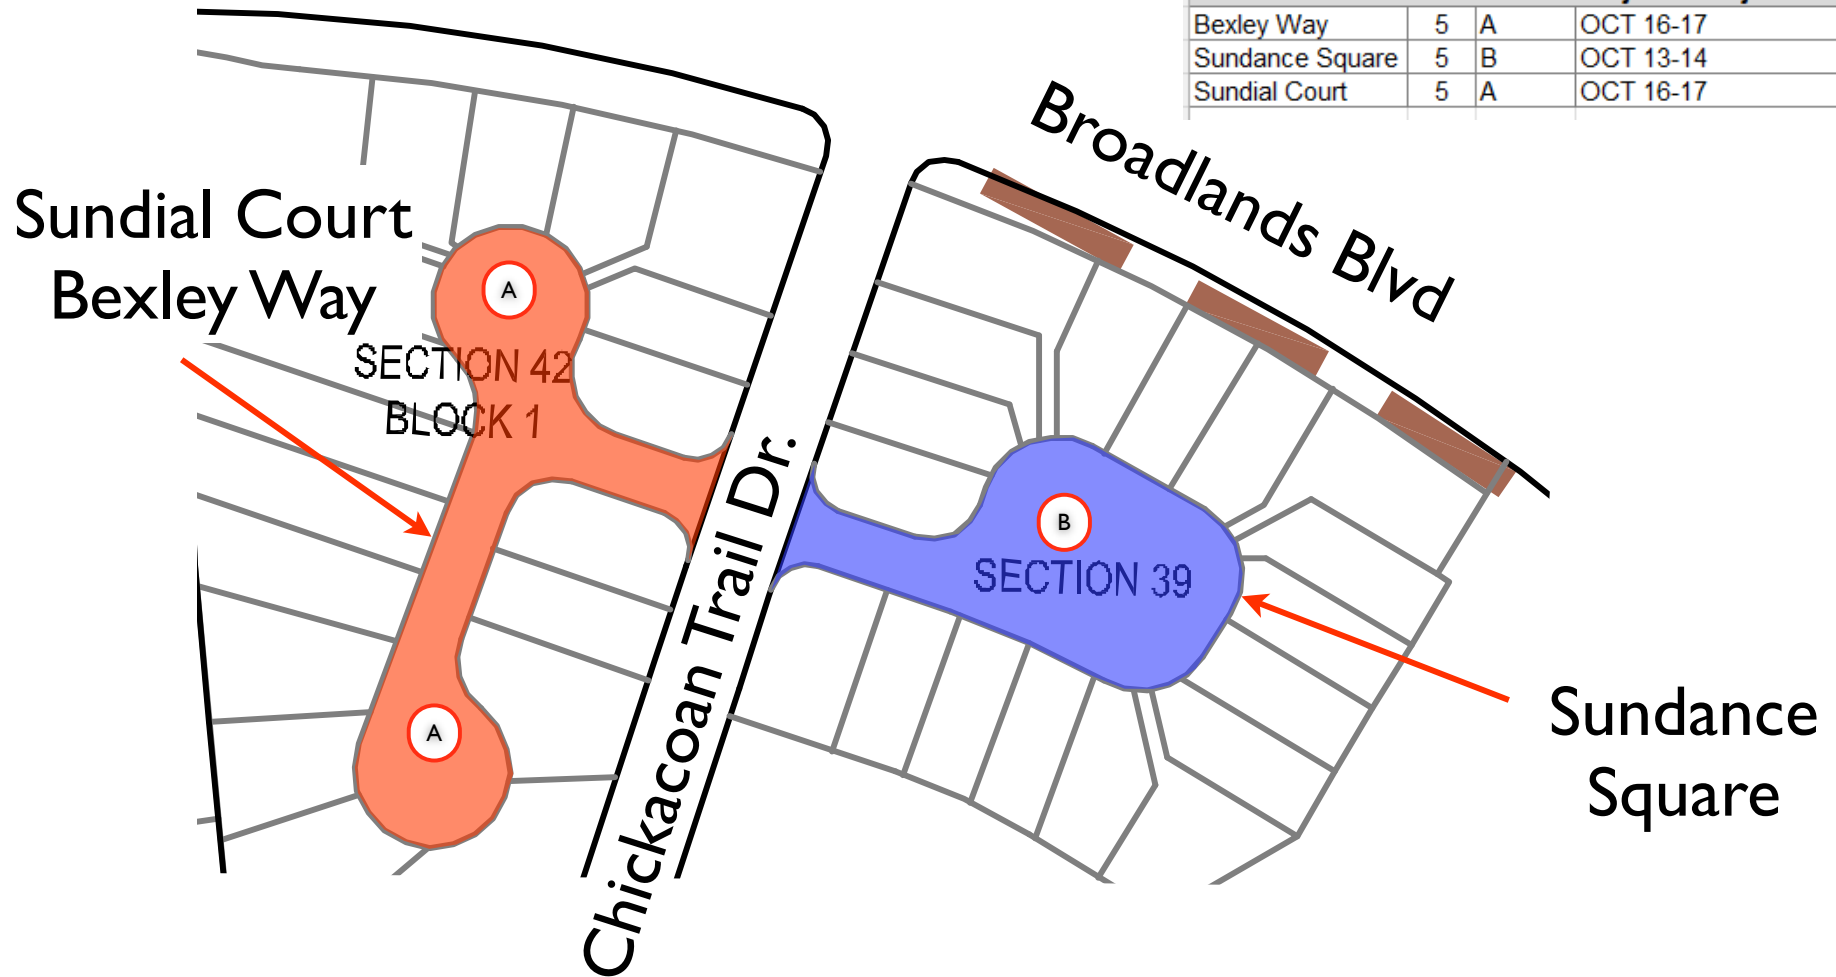 Bexley Way 5 A OCT 16-17
Sundance Square 5 B OCT 13-14
Sundial Court 5 A OCT 16-17
Broadlands Blvd
Sundial Court
Bexley Way
A
SECTION 42
BLOCK 1
Chickacoan Trail Dr.
B
SECTION 39
A
Sundance
Square